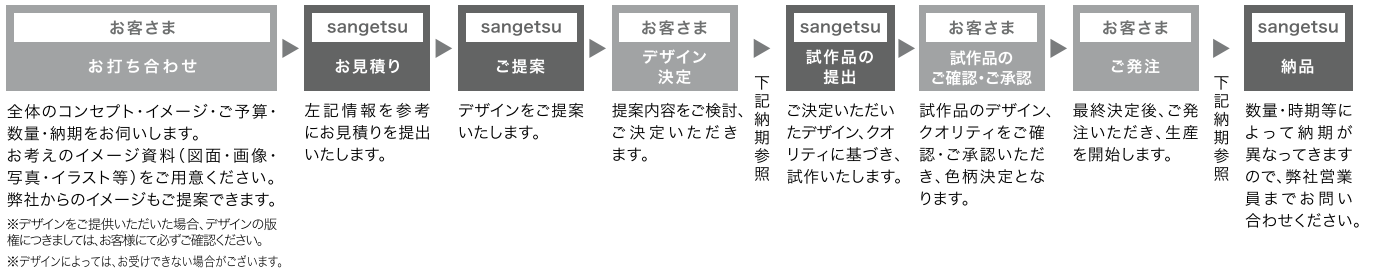 お客さま
お打ち合わせ
全体のコンセプト・イメージ・ご予算・
数量・納期をお伺いします。
お考えのイメージ資料（図面・画像・
写真・イラスト等）をご用意ください。
弊社からのイメージもご提案できます。
※デザインをご提供いただいた場合、デザインの版
権につきましては、お客様にて必ずご確認ください。
※デザインによっては、お受けできない場合がございます。
sangetsu
お見積り
左記情報を参考
にお見積りを提出
いたします。
sangetsu
ご提案
デザインをご提案
いたします。
お客さま
デザイン
決定
提案内容をご検討、
ご決定いただき
ます。
下記納期参照
sangetsu
試作品の
提出
ご決定いただい
たデザイン、クオ
リティに基づき、
試作いたします。
お客さま
試作品の
ご確認・ご承認
試作品のデザイン、
クオリティをご確
認・ご承認いただ
き、色柄決定とな
ります。
お客さま
ご発注
最終決定後、ご発
注いただき、生産
を開始します。
下記納期参照
sangetsu
納品
数量・時期等に
よって納期が
異なってきます
ので、弊社営業
員までお問い
合わせください。